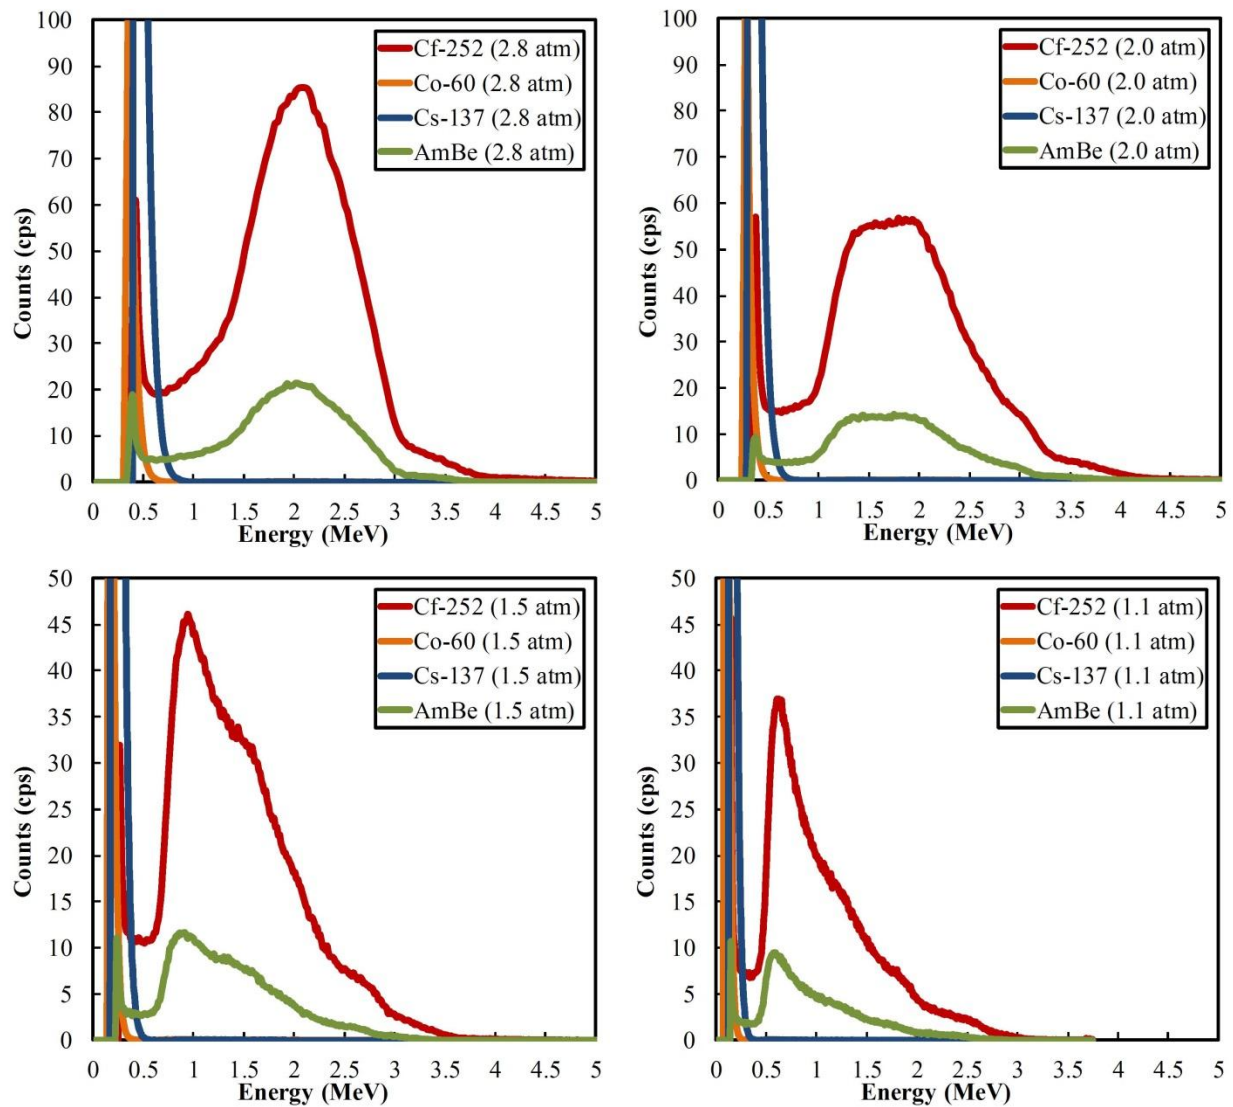 100
90
80
70
60
50
40
30
20
10
0
Counts (cps)
0 0.5 1 1.5 2 2.5 3 3.5 4 4.5 5
Energy (MeV)
Cf-252 (2.8 atm)
Co-60 (2.8 atm)
Cs-137 (2.8 atm)
AmBe (2.8 atm)
100
90
80
70
60
50
40
30
20
10
0
Counts (cps)
0 0.5 1 1.5 2 2.5 3 3.5 4 4.5 5
Energy (MeV)
Cf-252 (2.0 atm)
Co-60 (2.0 atm)
Cs-137 (2.0 atm)
AmBe (2.0 atm)
50
45
40
35
30
25
20
15
10
5
0
Counts (cps)
0 0.5 1 1.5 2 2.5 3 3.5 4 4.5 5
Energy (MeV)
Cf-252 (1.5 atm)
Co-60 (1.5 atm)
Cs-137 (1.5 atm)
AmBe (1.5 atm)
50
45
40
35
30
25
20
15
10
5
0
Counts (cps)
0 0.5 1 1.5 2 2.5 3 3.5 4 4.5 5
Energy (MeV)
Cf-252 (1.1 atm)
Co-60 (1.1 atm)
Cs-137 (1.1 atm)
AmBe (1.1 atm)